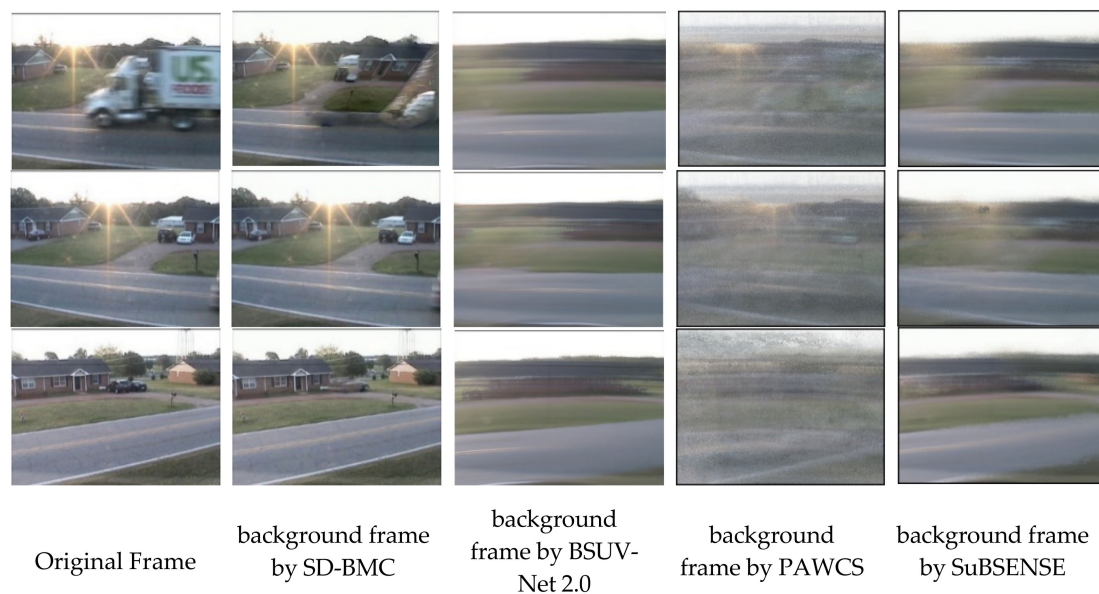 U.S.
Original Frame
background frame
by SD-BMC
background
frame by BSUV-
Net 2.0
background
frame by PAWCS
background frame
by SuBSENSE